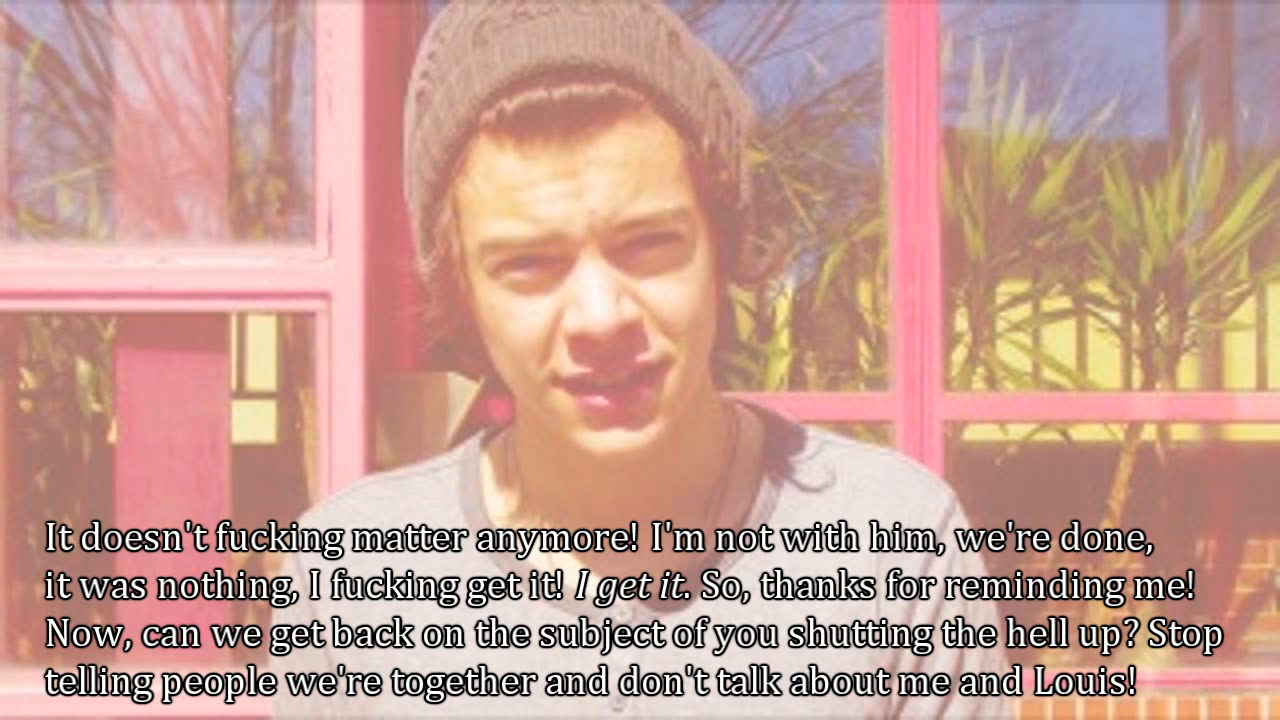 It doesn't fucking matter anymore! I'm not with him, we're done,
it was nothing, I fucking get it! I get it. So, thanks for reminding me!
Now, can we get back on the subject of you shutting the hell up? Stop
telling people we're together and don't talk about me and Louis!